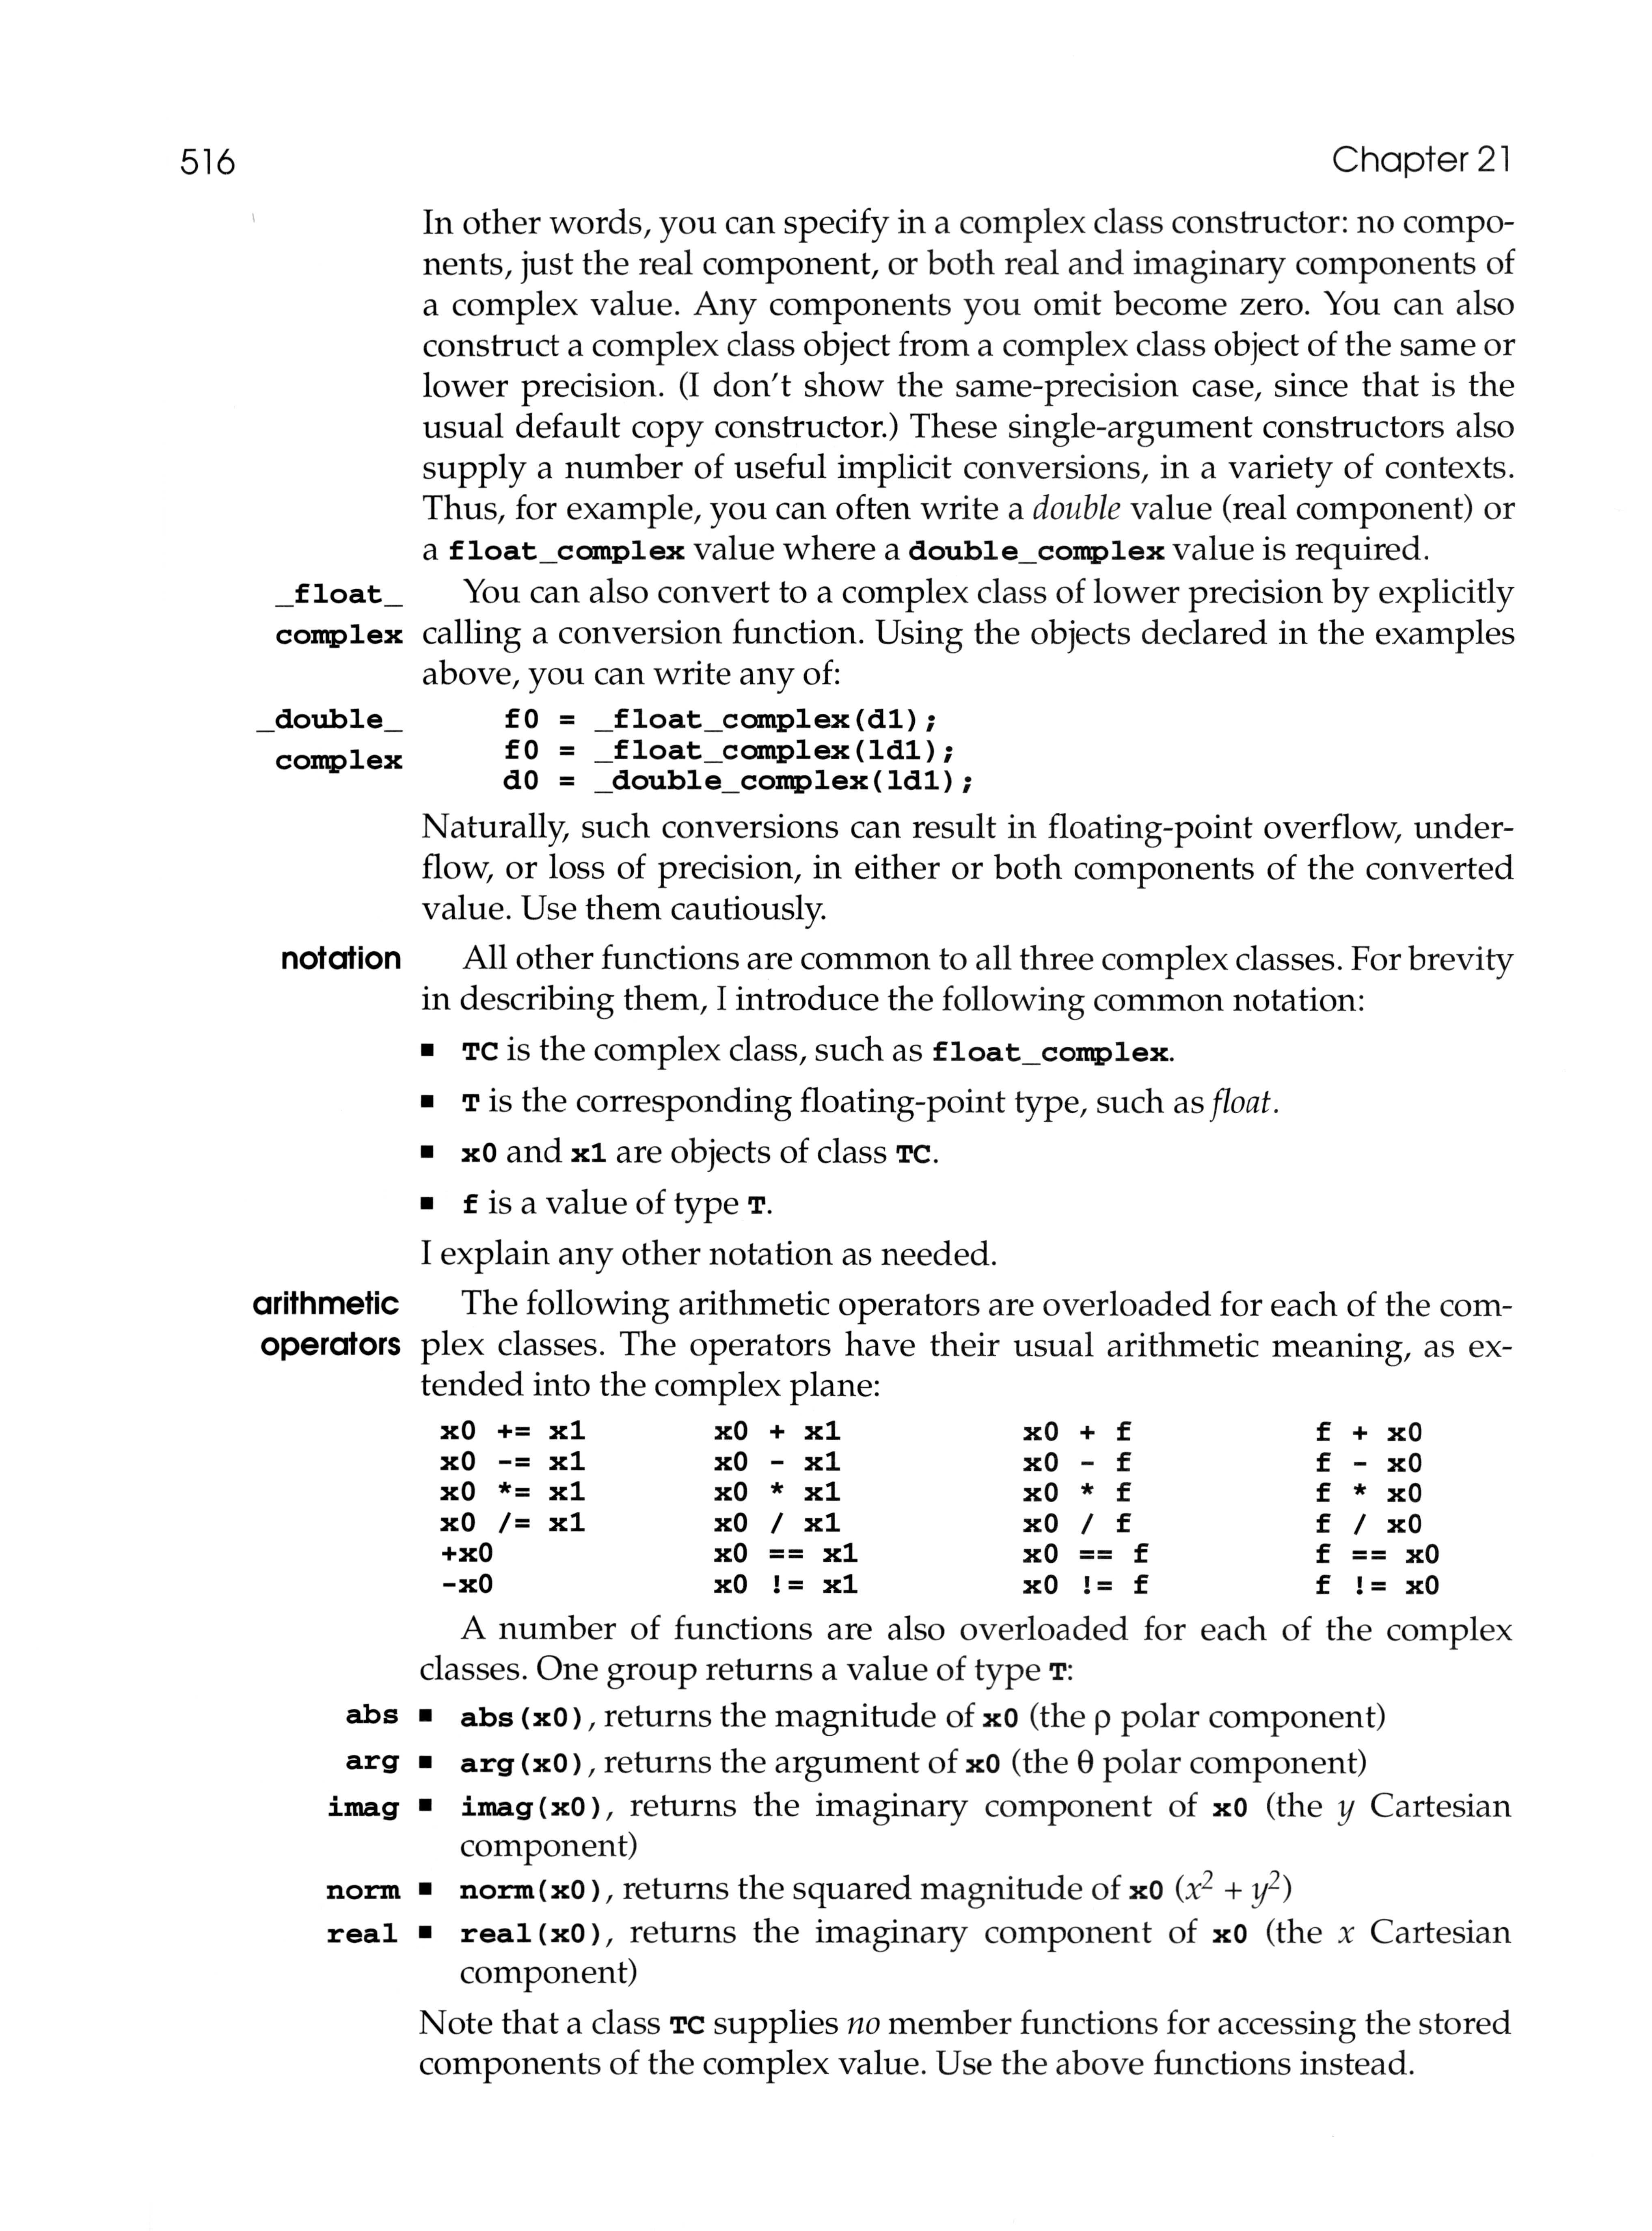 516
Chapter 21
In other words, you can specify in a complex class constructor: no compo-
nents, just the real component, or both real and imaginary components of
a complex value. Any components you omit become zero. You can also
construct a complex class object from a complex class object of the same or
lower precision. (I don't show the same-precision case, since that is the
usual default copy constructor.) These single-argument constructors also
supply a number of useful implicit conversions, in a variety of contexts.
Thus, for example, you can often write a double value (real component) or
a float_complex value where a double_complex value is required.
_float_ You can also convert to a complex class of lower precision by explicitly
complex calling a conversion function. Using the objects declared in the examples
above, you can write any of:
_double_ f0 = _float_complex(d1);
complex f0 = _float_complex(ld1);
d0 = _double_complex(ld1);
Naturally, such conversions can result in floating-point overflow, under-
flow, or loss of precision, in either or both components of the converted
value. Use them cautiously.
notation All other functions are common to all three complex classes. For brevity
in describing them, I introduce the following common notation:
■ TC is the complex class, such as float_complex.
■ T is the corresponding floating-point type, such as float.
■ x0 and x1 are objects of class TC.
■ f is a value of type T.
I explain any other notation as needed.
arithmetic The following arithmetic operators are overloaded for each of the com-
operators plex classes. The operators have their usual arithmetic meaning, as ex-
tended into the complex plane:
x0 += x1 x0 + x1 x0 + f f + x0
x0 -= x1 x0 - x1 x0 - f f - x0
x0 *= x1 x0 * x1 x0 * f f * x0
x0 /= x1 x0 / x1 x0 / f f / x0
+x0 x0 == x1 x0 == f f == x0
-x0 x0 != x1 x0 != f f != x0
A number of functions are also overloaded for each of the complex
classes. One group returns a value of type T:
abs ■ abs(x0), returns the magnitude of x0 (the ρ polar component)
arg ■ arg(x0), returns the argument of x0 (the θ polar component)
imag ■ imag(x0), returns the imaginary component of x0 (the y Cartesian
component)
norm ■ norm(x0), returns the squared magnitude of x0 (x² + y²)
real ■ real(x0), returns the imaginary component of x0 (the x Cartesian
component)
Note that a class TC supplies no member functions for accessing the stored
components of the complex value. Use the above functions instead.